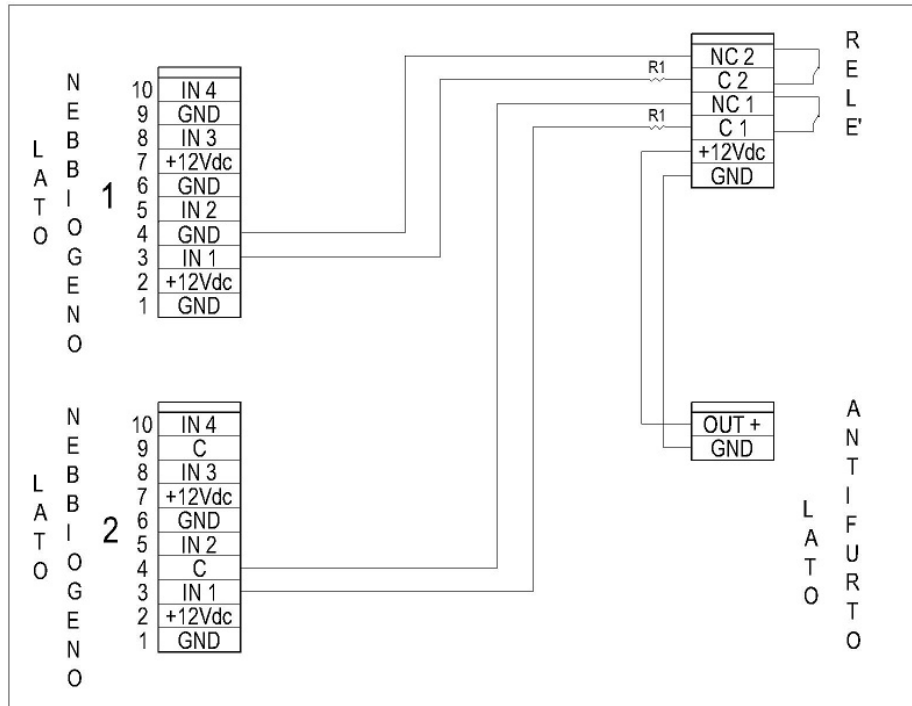 LATO
NEBBIOGENO
1
10 IN 4
9 GND
8 IN 3
7 +12Vdc
6 GND
5 IN 2
4 GND
3 IN 1
2 +12Vdc
1 GND
R1
R1
NC 2
C 2
NC 1
C 1
+12Vdc
GND
RELE'
LATO
NEBBIOGENO
2
10 IN 4
9 C
8 IN 3
7 +12Vdc
6 GND
5 IN 2
4 C
3 IN 1
2 +12Vdc
1 GND
OUT +
GND
LATO
ANTIFURTO